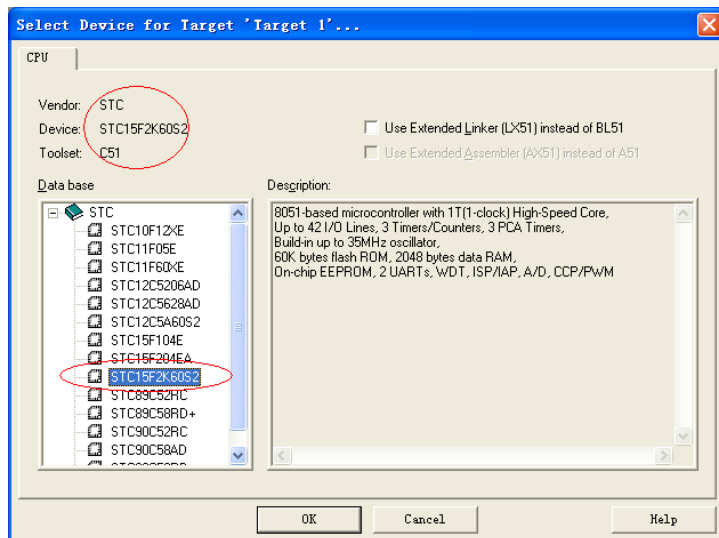 Select Device for Target 'Target 1'...
CPU
Vendor: STC
Device: STC15F2K60S2
Toolset: C51
Use Extended Linker (LX51) instead of BL51
Use Extended Assembler (AX51) instead of A51
Data base
STC
STC10F12XE
STC11F05E
STC11F60XE
STC12C5206AD
STC12C5628AD
STC12C5A60S2
STC15F104E
STC15F204EA
STC15F2K60S2
STC89C52RC
STC89C58RD+
STC90C52RC
STC90C58AD
Description:
8051-based microcontroller with 1T(1-clock) High-Speed Core,
Up to 42 I/O Lines, 3 Timers/Counters, 3 PCA Timers,
Build-in up to 35MHz oscillator,
60K bytes flash ROM, 2048 bytes data RAM,
On-chip EEPROM, 2 UARTs, WDT, ISP/IAP, A/D, CCP/PWM
OK
Cancel
Help